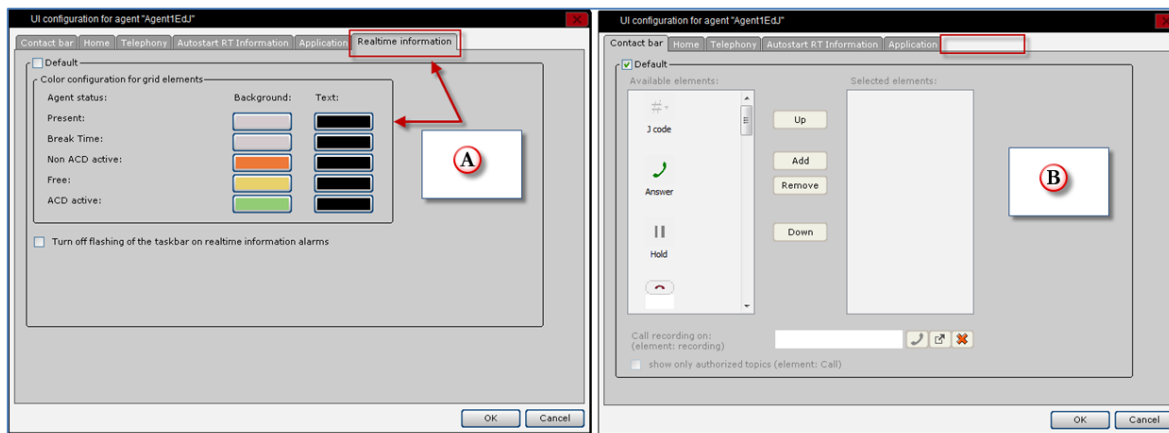 UI configuration for agent "Agent1EdJ"
Contact bar Home Telephony Autostart RT Information Application Realtime information
Default
Color configuration for grid elements
Agent status: Background: Text:
Present:
Break Time:
Non ACD active:
Free:
ACD active:
Turn off flashing of the taskbar on realtime information alarms
A
OK Cancel
UI configuration for agent "Agent1EdJ"
Contact bar Home Telephony Autostart RT Information Application
Default
Available elements: Selected elements:
J code
Answer
Hold
Up
Add
Remove
Down
B
Call recording on:
(element: recording)
show only authorized topics (element: Call)
OK Cancel